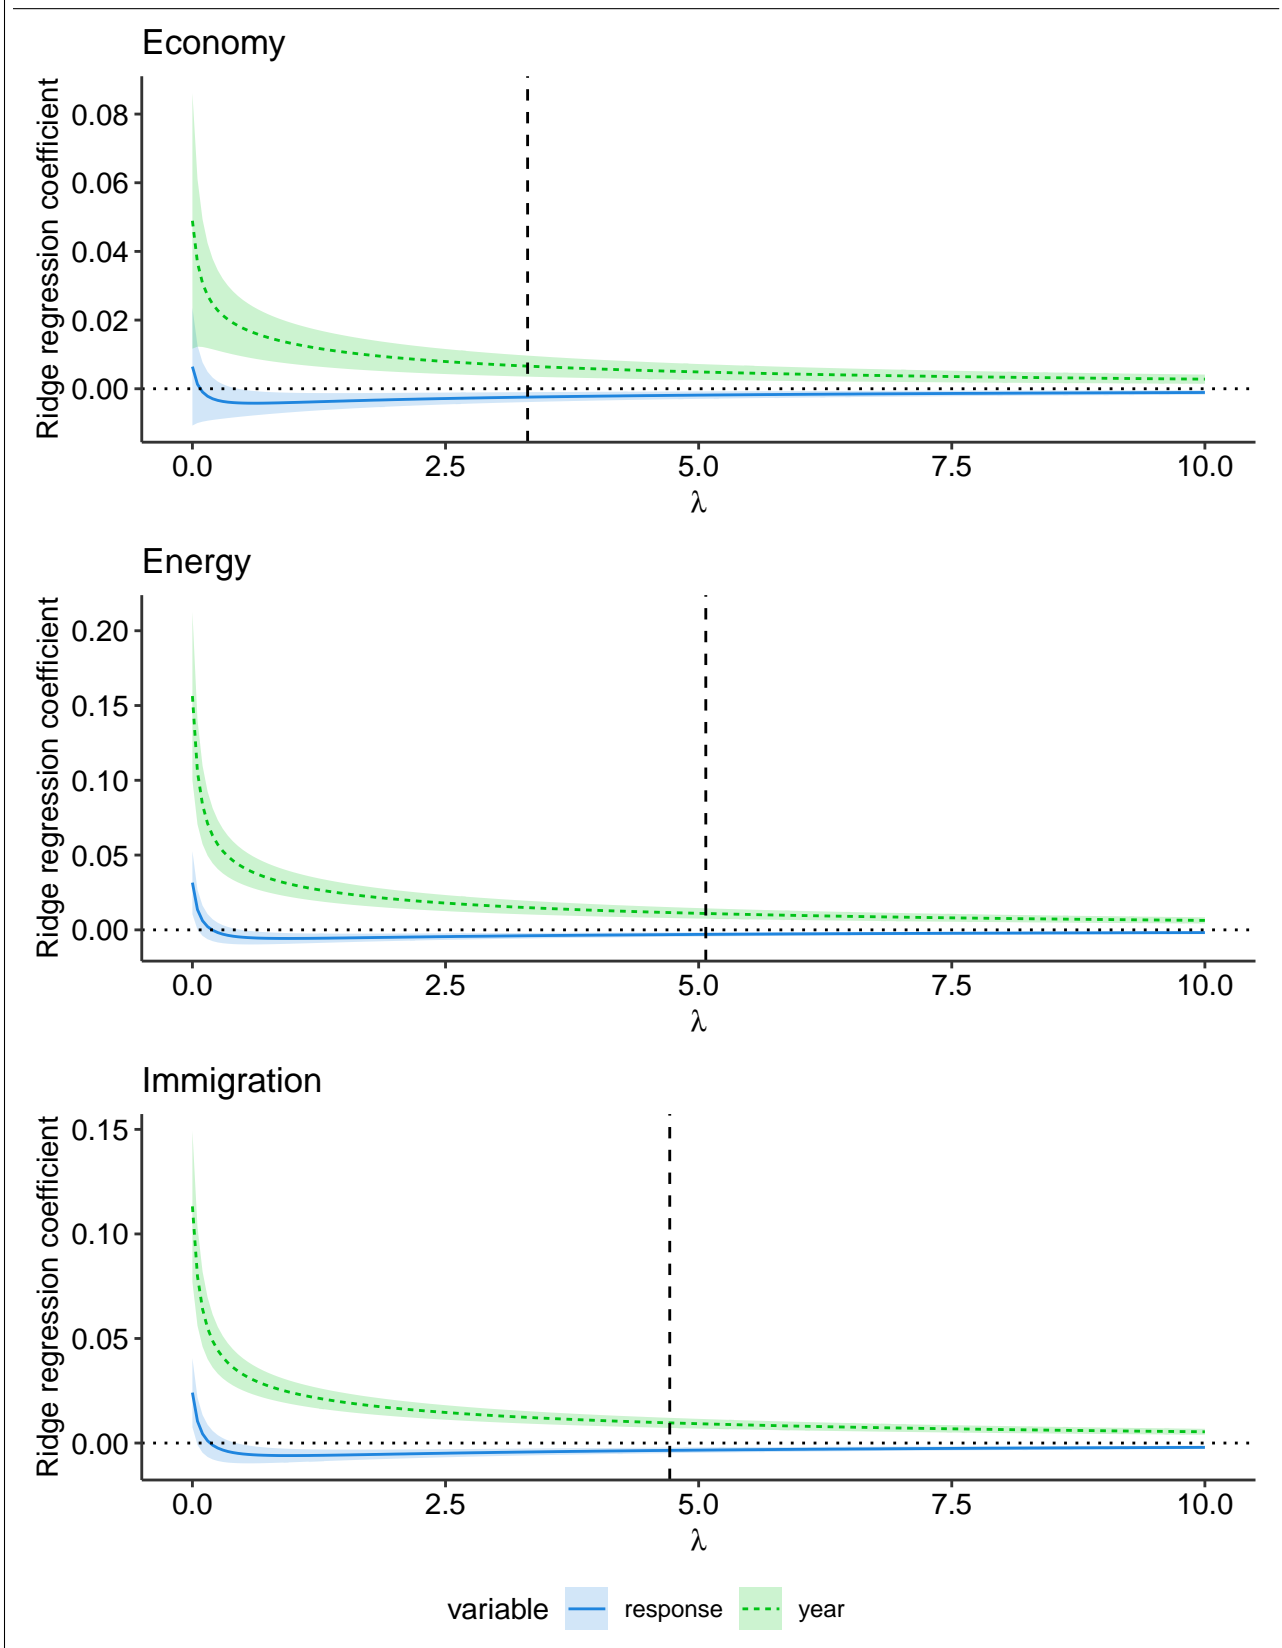 Economy
Ridge regression coefficient
0.08
0.06
0.04
0.02
0.00
0.0 2.5 5.0 7.5 10.0
λ
Energy
Ridge regression coefficient
0.20
0.15
0.10
0.05
0.00
0.0 2.5 5.0 7.5 10.0
λ
Immigration
Ridge regression coefficient
0.15
0.10
0.05
0.00
0.0 2.5 5.0 7.5 10.0
λ
variable response year